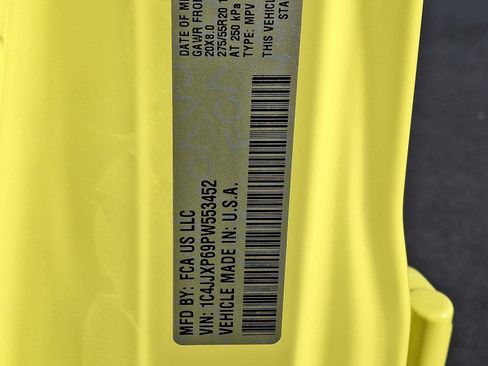 MFD BY: FCA US LLC
VIN: 1C4JJXP69PW553452
VEHICLE MADE IN: U.S.A.
DATE OF M
GAWR FRO
20X8.0
275/55R20
AT 250 kPa
TYPE: MPV
THIS VEHIC
STA